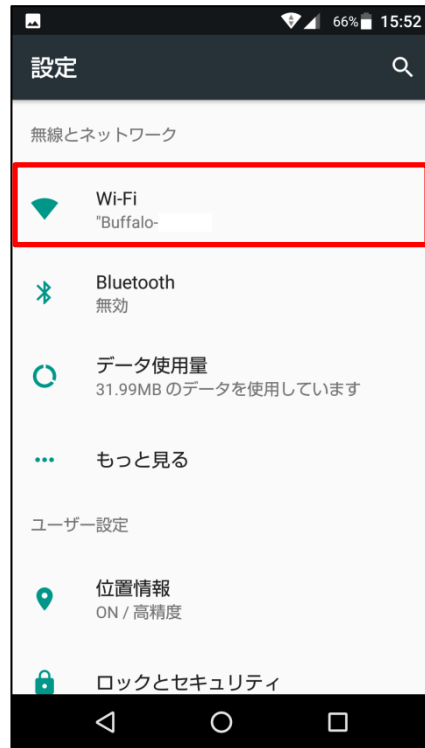 66% 15:52
設定
無線とネットワーク
Wi-Fi
"Buffalo-
Bluetooth
無効
データ使用量
31.99MB のデータを使用しています
もっと見る
ユーザー設定
位置情報
ON / 高精度
ロックとセキュリティ